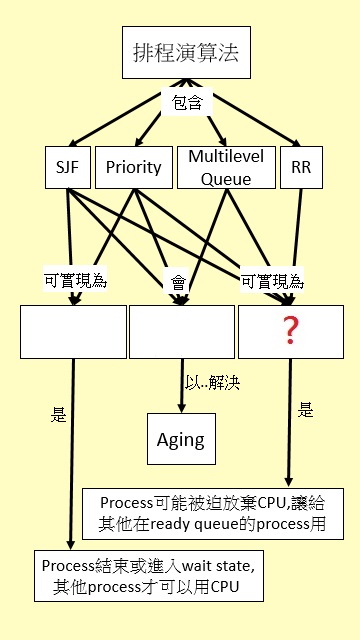 排程演算法
包含
SJF
Priority
Multilevel
Queue
RR
可實現為
會
可實現為
?
是
以..解決
是
Aging
Process可能被迫放棄CPU,讓給
其他在ready queue的process用
Process結束或進入wait state,
其他process才可以用CPU